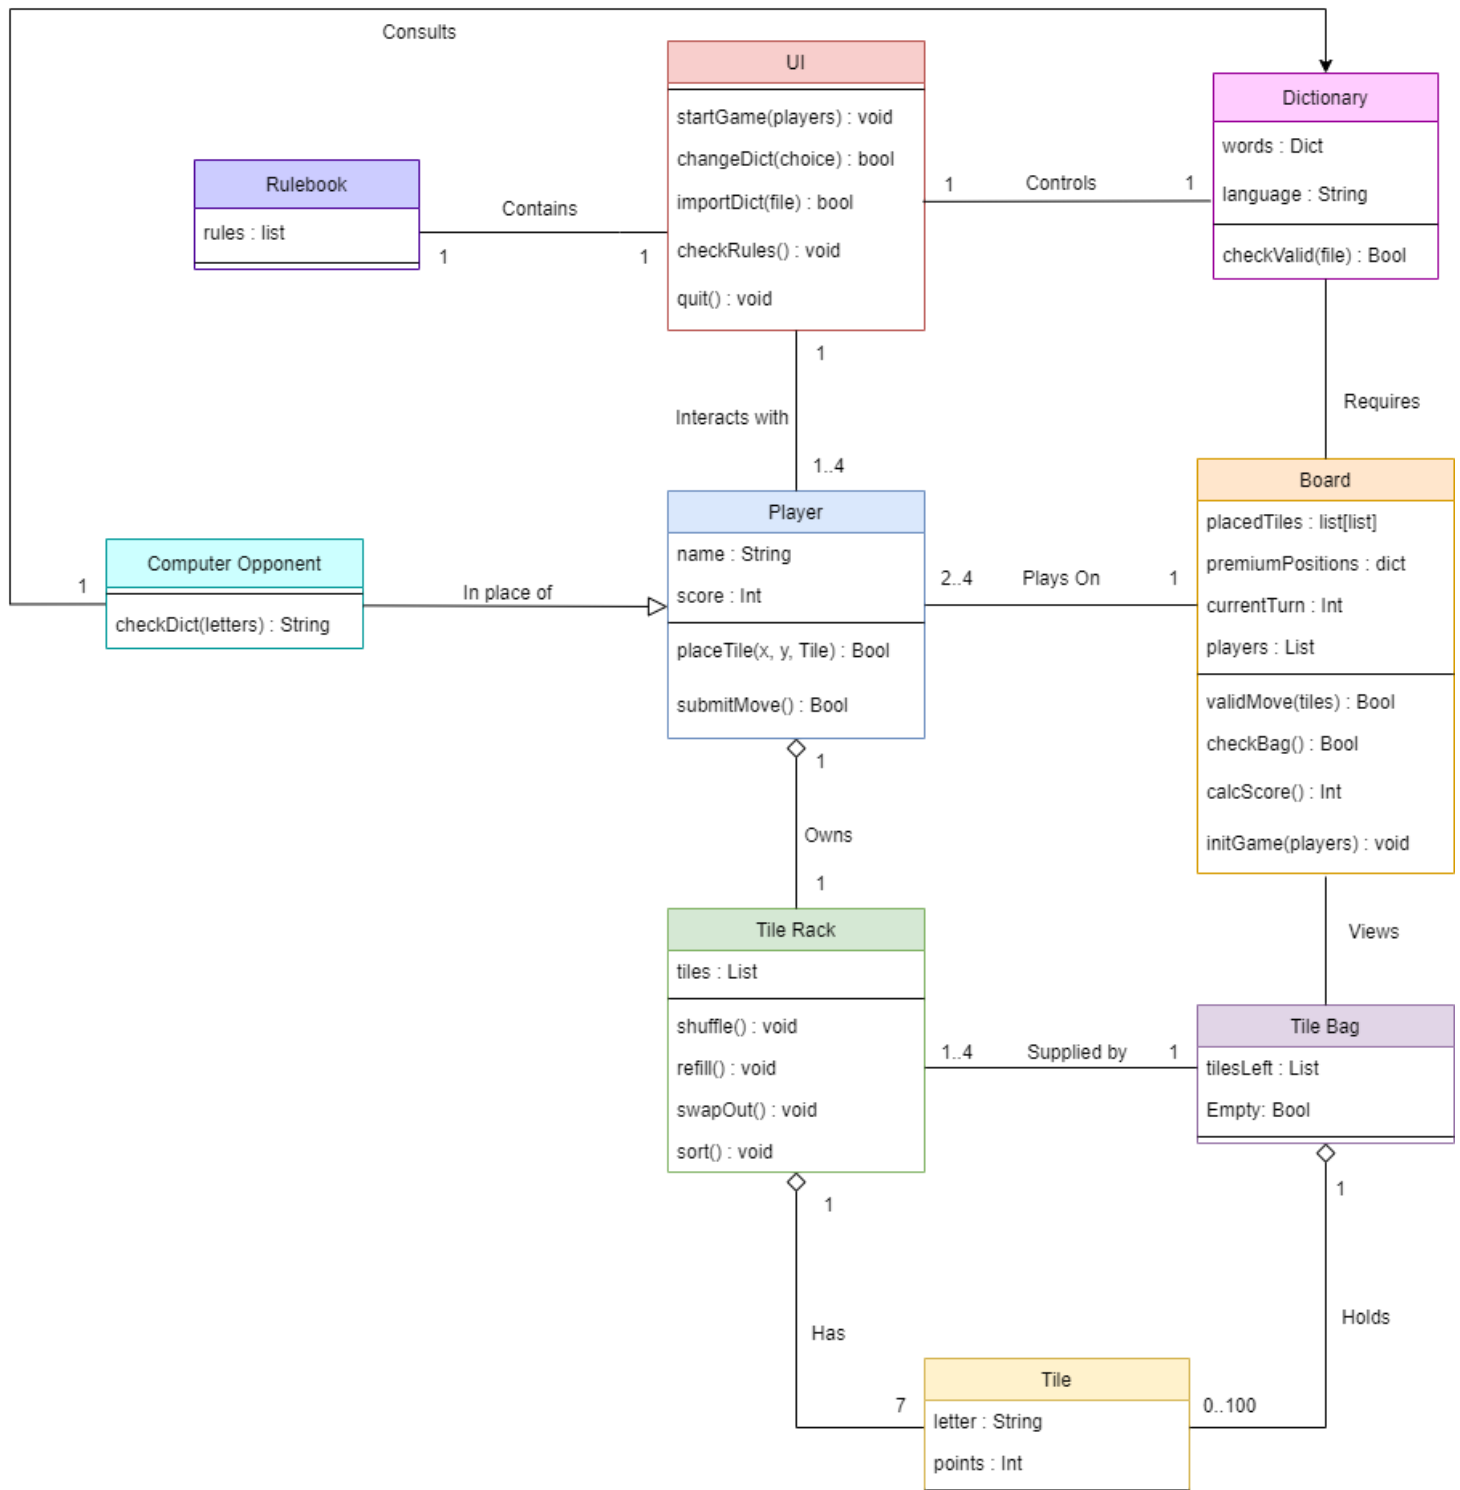 Consults
UI
startGame(players) : void
changeDict(choice) : bool
importDict(file) : bool
checkRules() : void
quit() : void
Dictionary
words : Dict
language : String
checkValid(file) : Bool
Rulebook
rules : list
Contains
1
1
1
Controls
1
1
Interacts with
1..4
Requires
Player
name : String
score : Int
placeTile(x, y, Tile) : Bool
submitMove() : Bool
Board
placedTiles : list[list]
premiumPositions : dict
currentTurn : Int
players : List
validMove(tiles) : Bool
checkBag() : Bool
calcScore() : Int
initGame(players) : void
Computer Opponent
checkDict(letters) : String
1
In place of
2..4
Plays On
1
1
Owns
1
Views
Tile Rack
tiles : List
shuffle() : void
refill() : void
swapOut() : void
sort() : void
1..4
Supplied by
1
Tile Bag
tilesLeft : List
Empty: Bool
1
1
Has
Holds
7
0..100
Tile
letter : String
points : Int